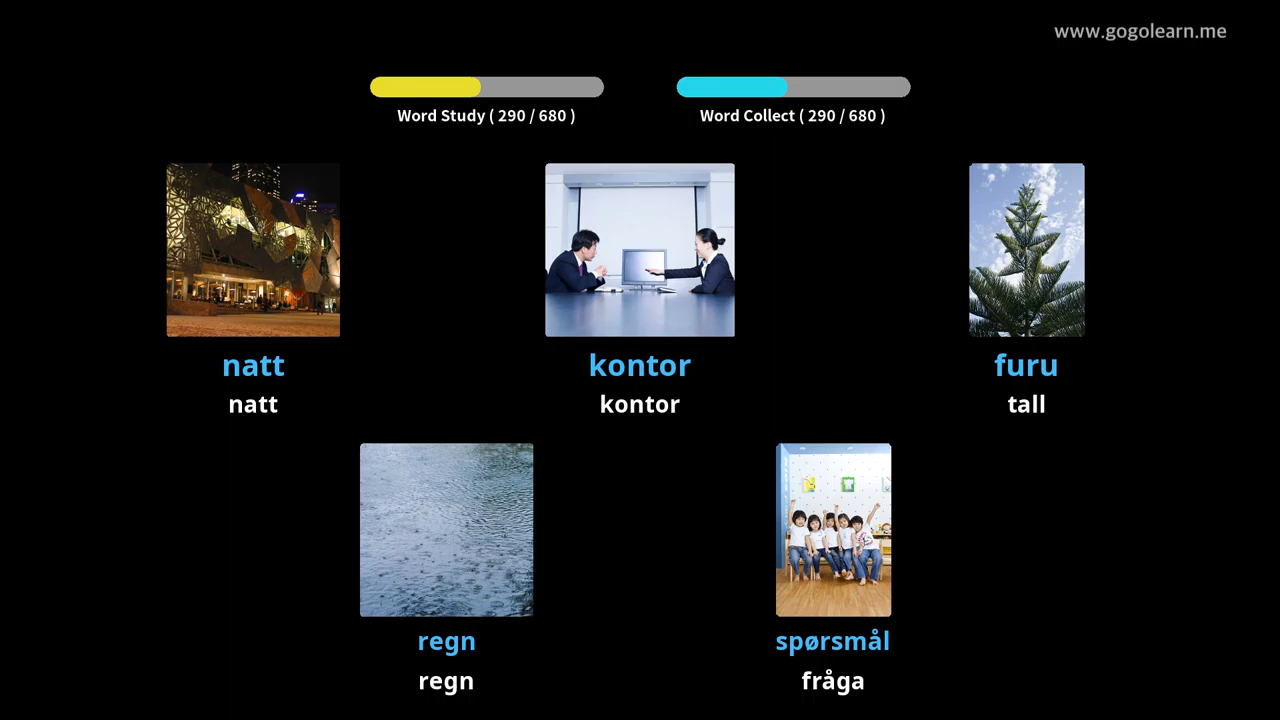 www.gogolearn.me
Word Study ( 290 / 680 )
Word Collect ( 290 / 680 )
natt
kontor
furu
natt
kontor
tall
regn
spørsmål
regn
fråga